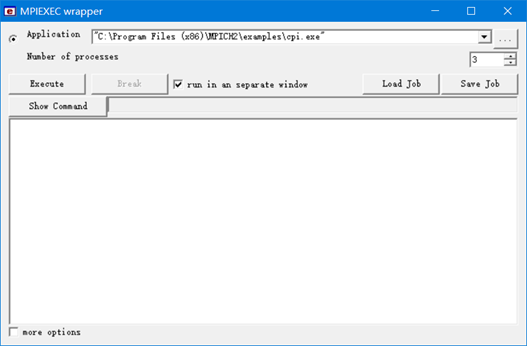 MPIEXEC wrapper
Application "C:\Program Files (x86)\MPICH2\examples\cpi.exe" ...
Number of processes 3
Execute Break run in an separate window Load Job Save Job
Show Command
more options